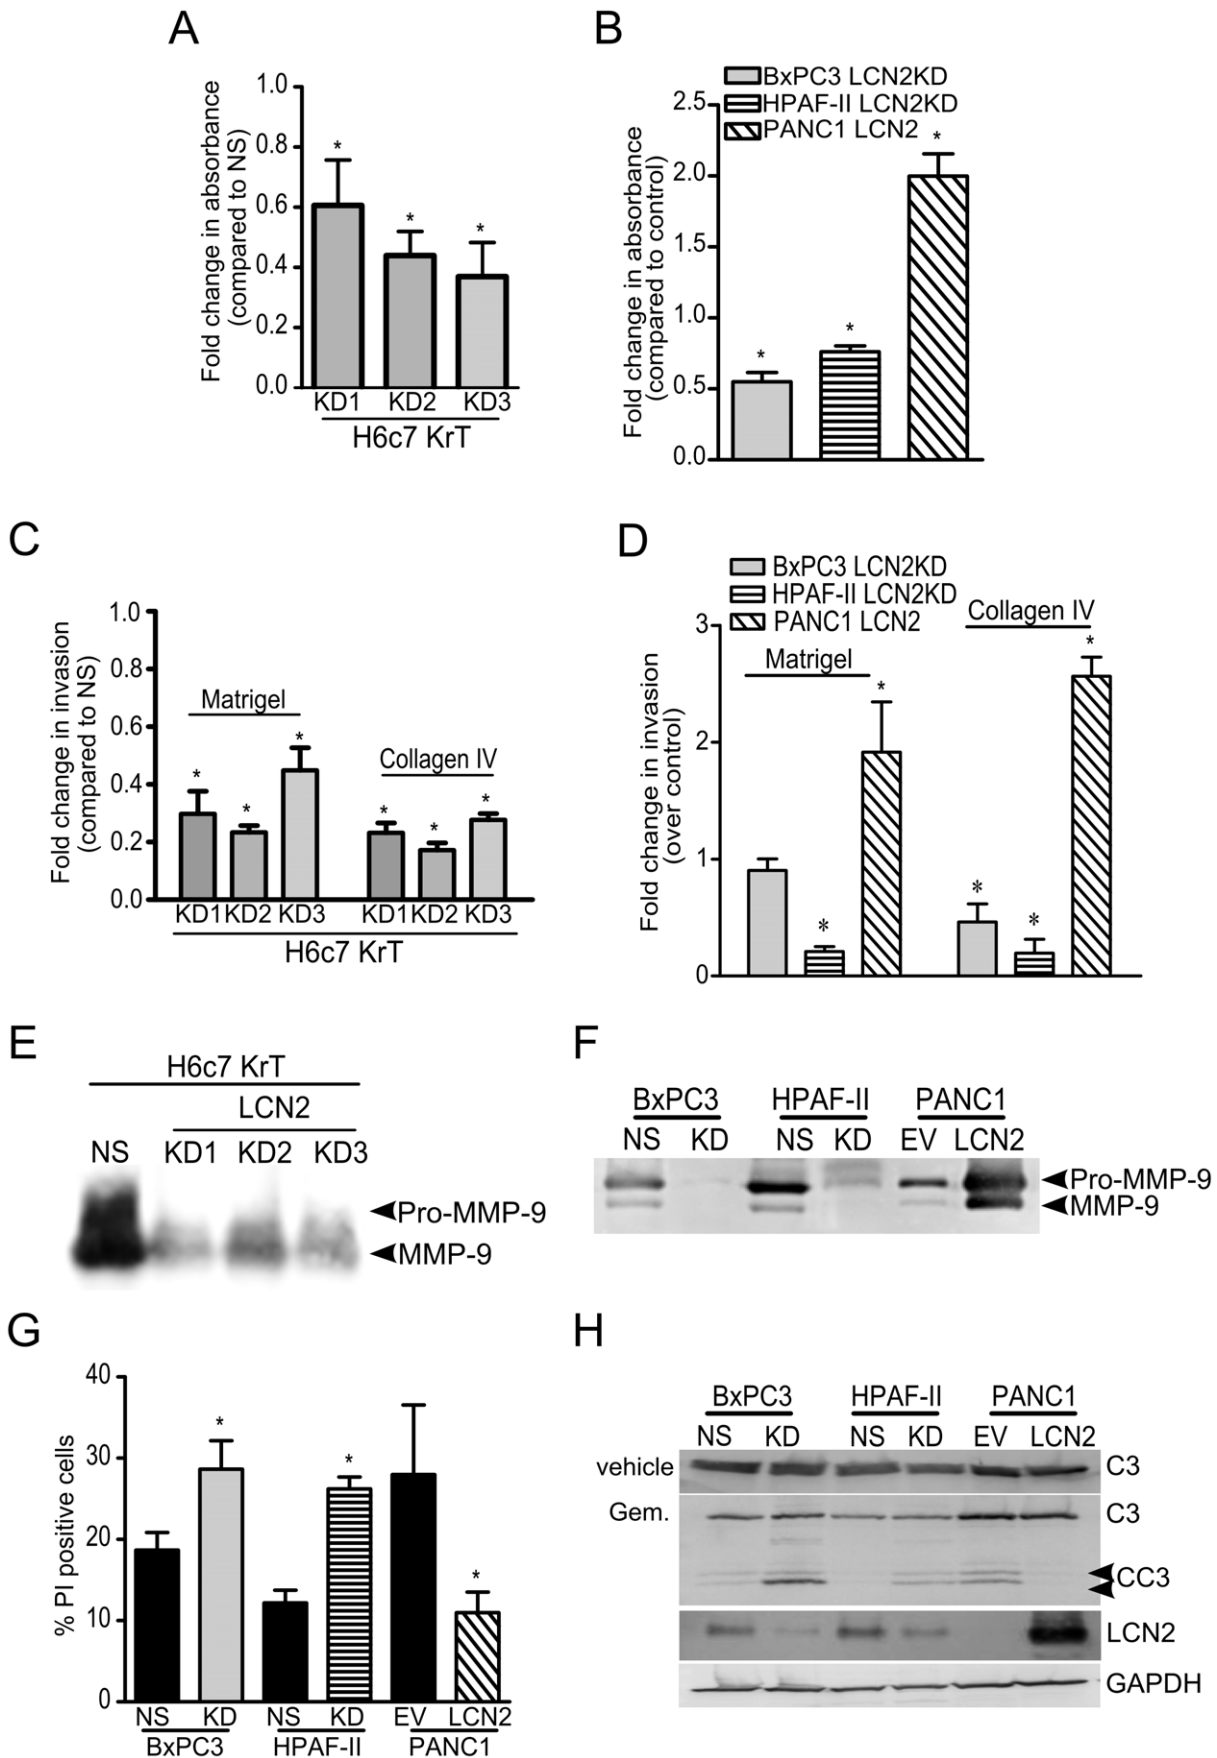 A
Fold change in absorbance
(compared to NS)
1.0
0.8
0.6
0.4
0.2
0.0
*
*
*
KD1 KD2 KD3
H6c7 KrT
B
BxPC3 LCN2KD
HPAF-II LCN2KD
PANC1 LCN2
Fold change in absorbance
(compared to control)
2.5
2.0
1.5
1.0
0.5
0.0
*
*
*
C
Fold change in invasion
(compared to NS)
1.0
0.8
0.6
0.4
0.2
0.0
Matrigel
Collagen IV
*
*
*
*
*
*
KD1 KD2 KD3 KD1 KD2 KD3
H6c7 KrT
D
BxPC3 LCN2KD
HPAF-II LCN2KD
PANC1 LCN2
Fold change in invasion
(over control)
3
2
1
0
Matrigel
Collagen IV
*
*
*
*
*
E
H6c7 KrT
LCN2
NS KD1 KD2 KD3
Pro-MMP-9
MMP-9
F
BxPC3 HPAF-II PANC1
NS KD NS KD EV LCN2
Pro-MMP-9
MMP-9
G
% PI positive cells
40
30
20
10
0
*
*
*
NS KD NS KD EV LCN2
BxPC3 HPAF-II PANC1
H
BxPC3 HPAF-II PANC1
NS KD NS KD EV LCN2
vehicle C3
Gem. C3
CC3
LCN2
GAPDH